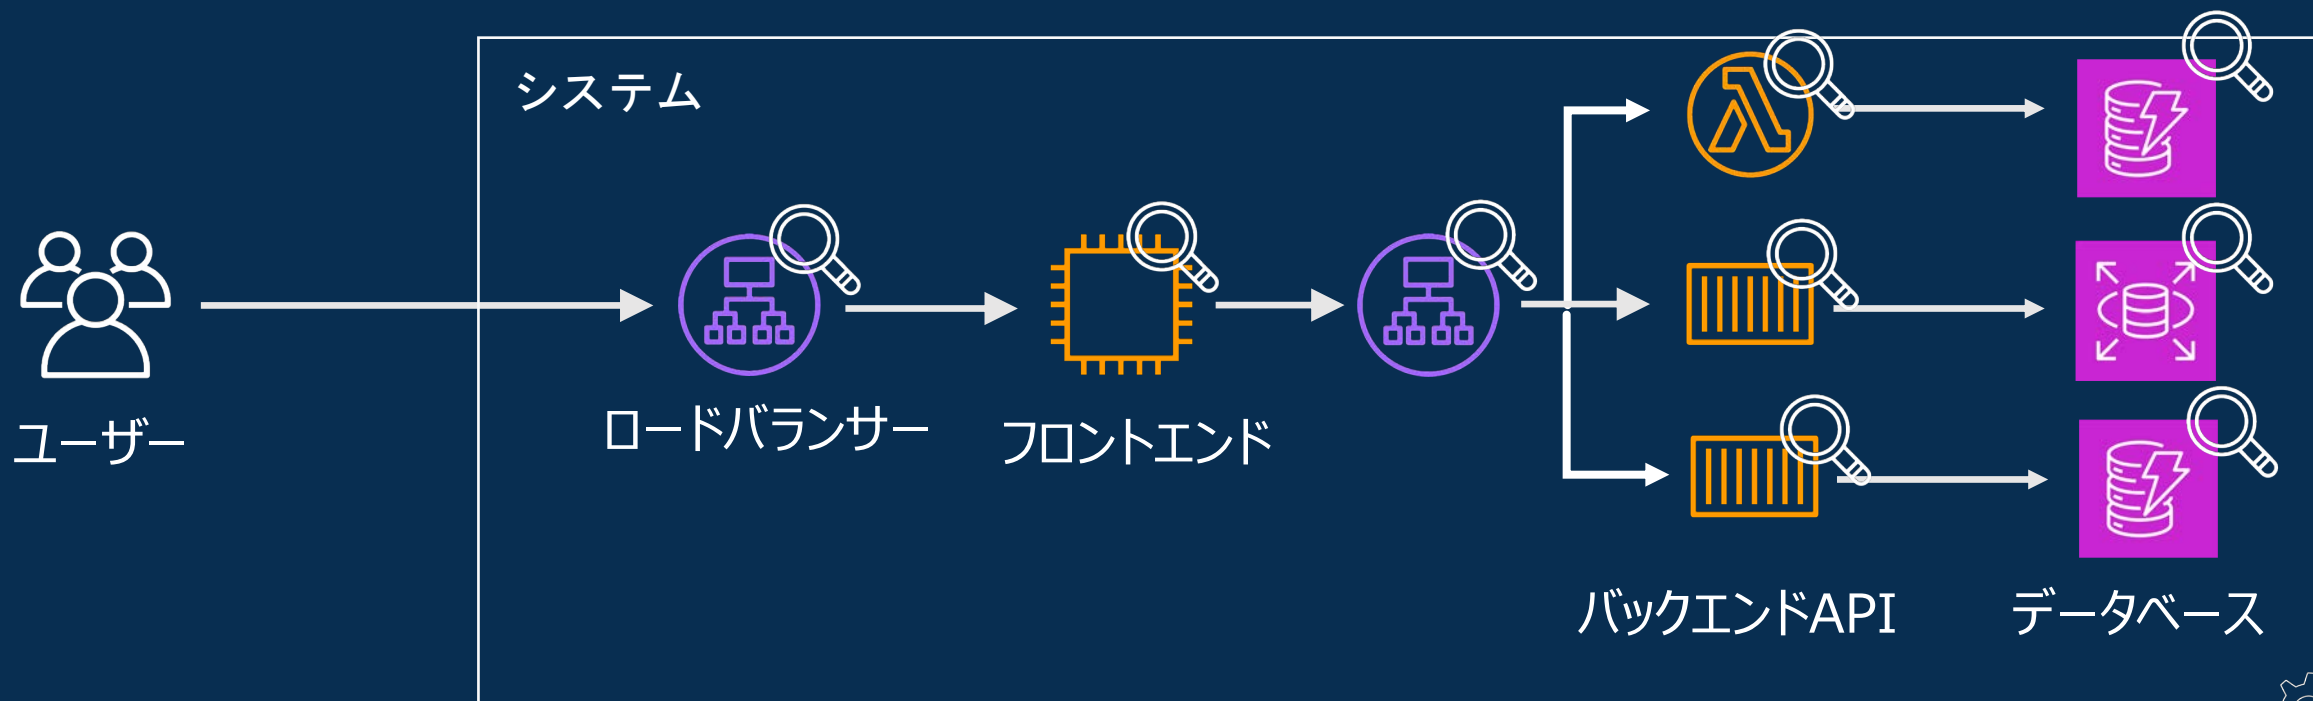 システム
ユーザー
ロードバランサー
フロントエンド
バックエンドAPI
データベース